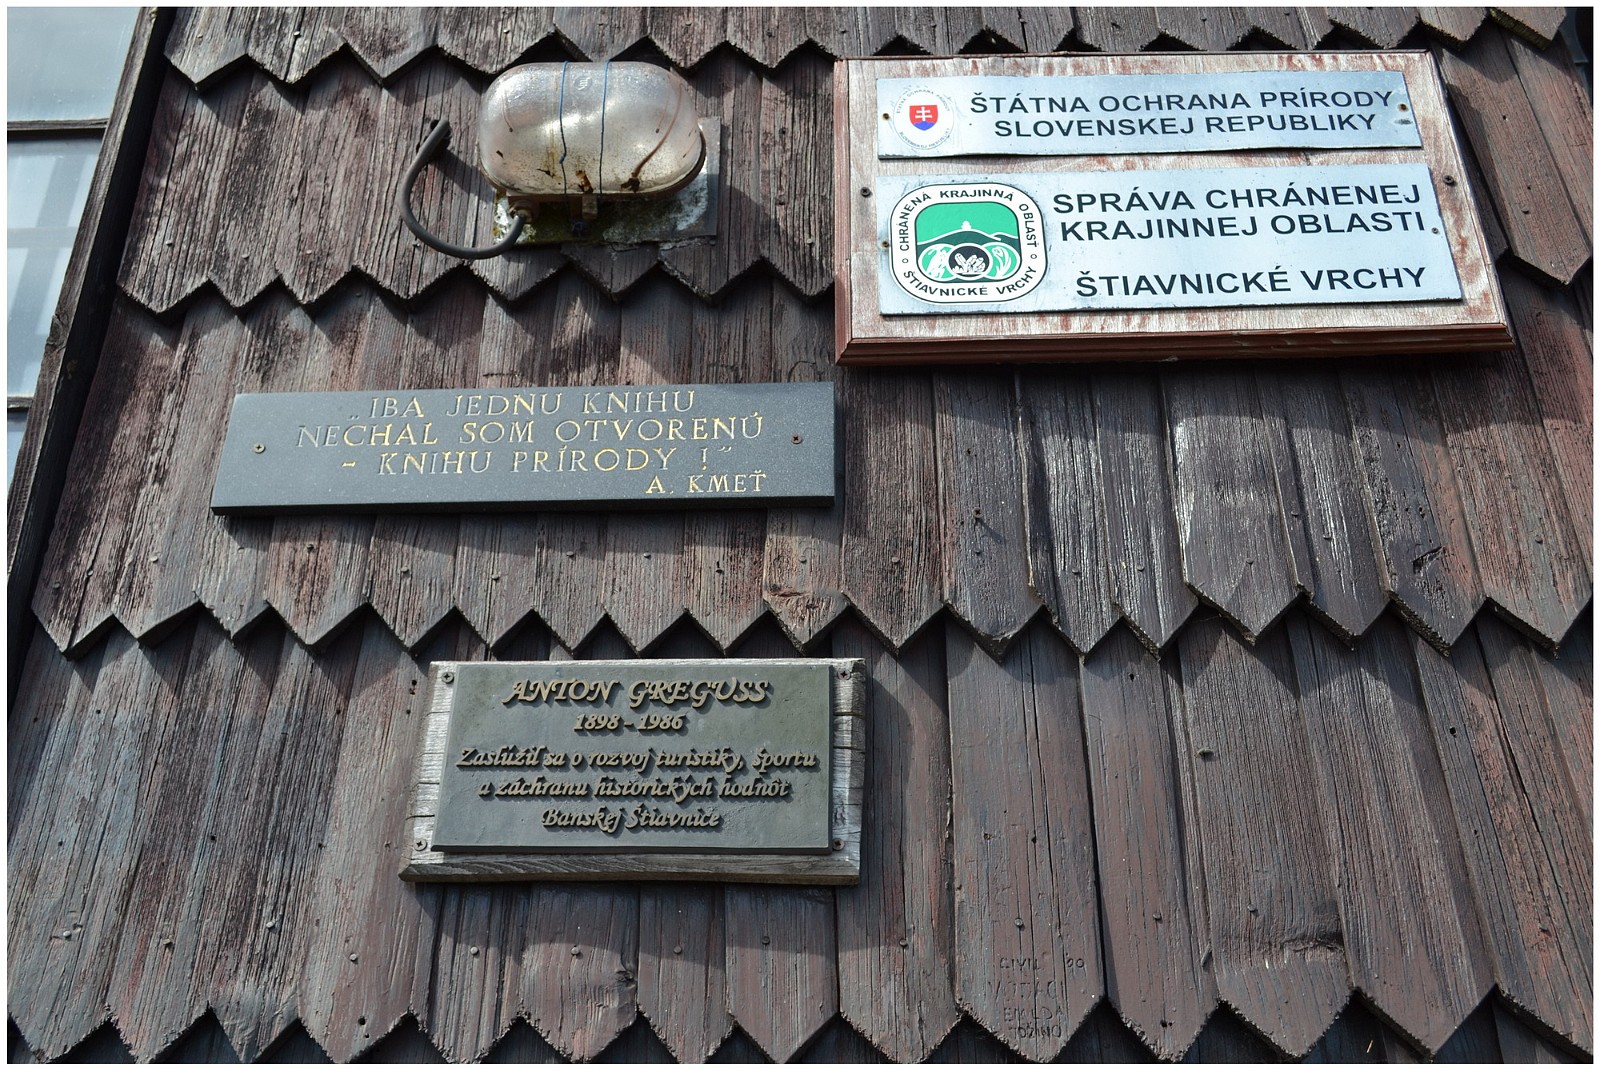 ŠTÁTNA OCHRANA PRÍRODY
SLOVENSKEJ REPUBLIKY
SPRÁVA CHRÁNENEJ
KRAJINNEJ OBLASTI
ŠTIAVNICKÉ VRCHY
CHRÁNENÁ KRAJINNÁ OBLASŤ
ŠTIAVNICKÉ VRCHY
„IBA JEDNU KNIHU
NECHAL SOM OTVORENÚ
- KNIHU PRÍRODY !"
A. KMEŤ
ANTON GREGUSS
1898 - 1986
Zaslúžil sa o rozvoj turistiky, športu
a záchranu historických hodnôt
Banskej Štiavnice
CIVIL 90